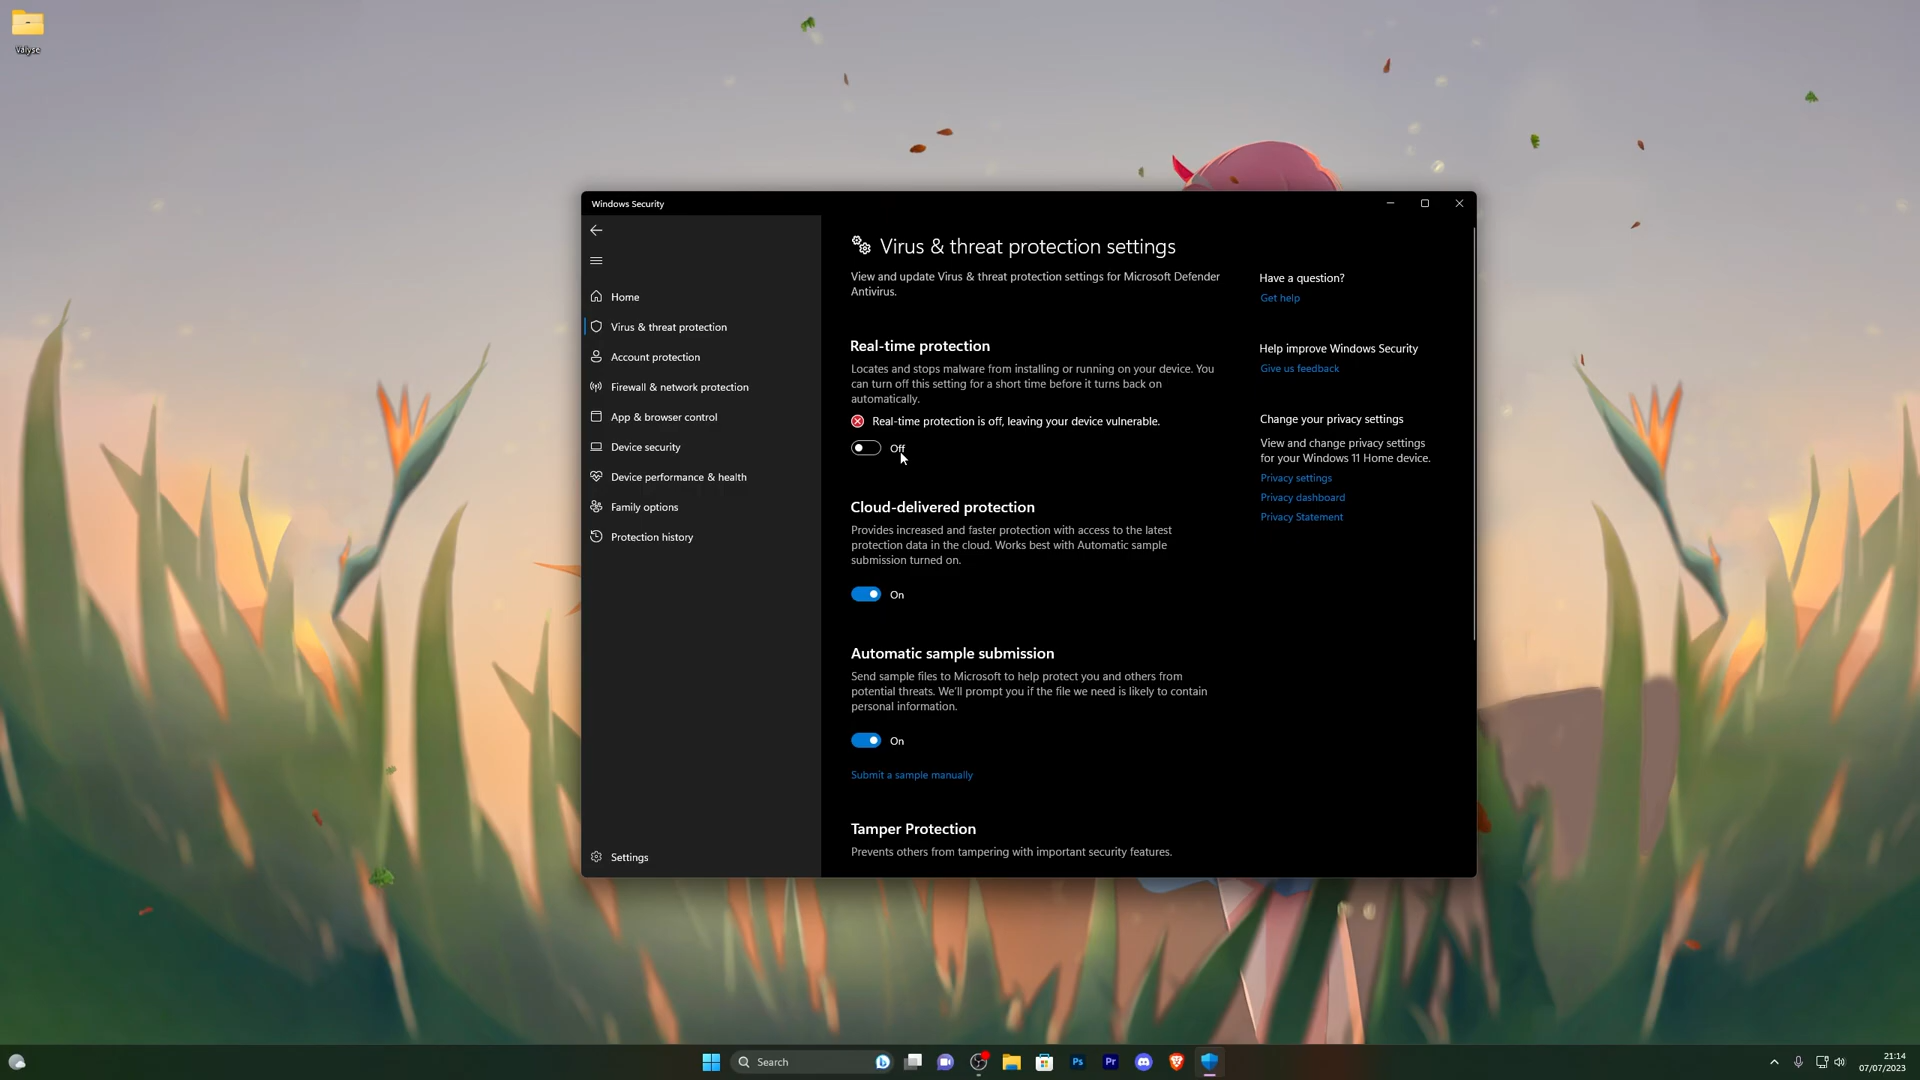 Valyse
Windows Security
Home
Virus & threat protection
Account protection
Firewall & network protection
App & browser control
Device security
Device performance & health
Family options
Protection history
Settings
Virus & threat protection settings
View and update Virus & threat protection settings for Microsoft Defender
Antivirus.
Real-time protection
Locates and stops malware from installing or running on your device. You
can turn off this setting for a short time before it turns back on
automatically.
Real-time protection is off, leaving your device vulnerable.
Off
Cloud-delivered protection
Provides increased and faster protection with access to the latest
protection data in the cloud. Works best with Automatic sample
submission turned on.
On
Automatic sample submission
Send sample files to Microsoft to help protect you and others from
potential threats. We'll prompt you if the file we need is likely to contain
personal information.
On
Submit a sample manually
Tamper Protection
Prevents others from tampering with important security features.
Have a question?
Get help
Help improve Windows Security
Give us feedback
Change your privacy settings
View and change privacy settings
for your Windows 11 Home device.
Privacy settings
Privacy dashboard
Privacy Statement
Search
Ps
Pr
21:14
07/07/2023